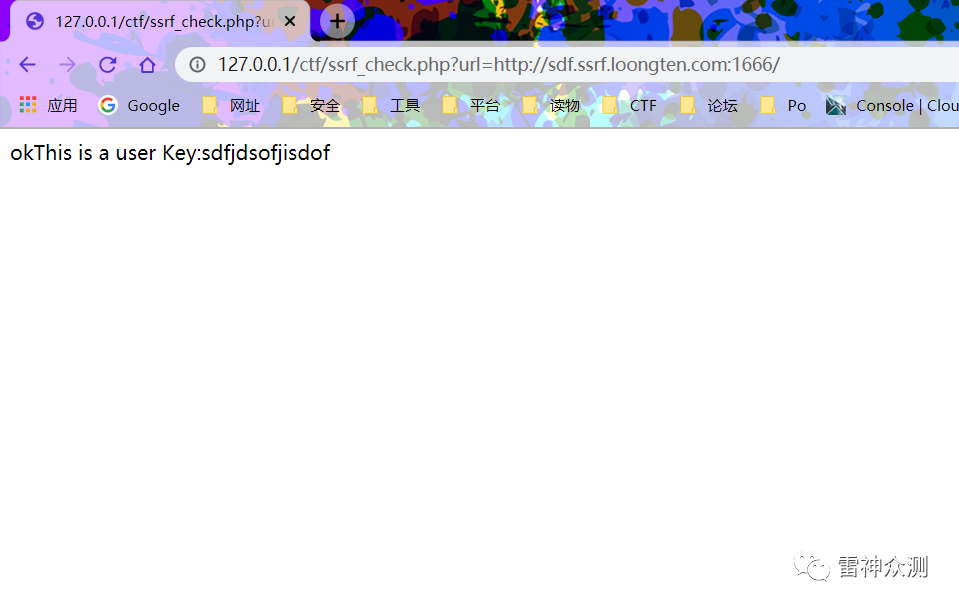 127.0.0.1/ctf/ssrf_check.php?u
127.0.0.1/ctf/ssrf_check.php?url=http://sdf.ssrf.loongten.com:1666/
应用 Google 网址 安全 工具 平台 读物 CTF 论坛 Po Console | Clou
okThis is a user Key:sdfjdsofjisdof
雷神众测